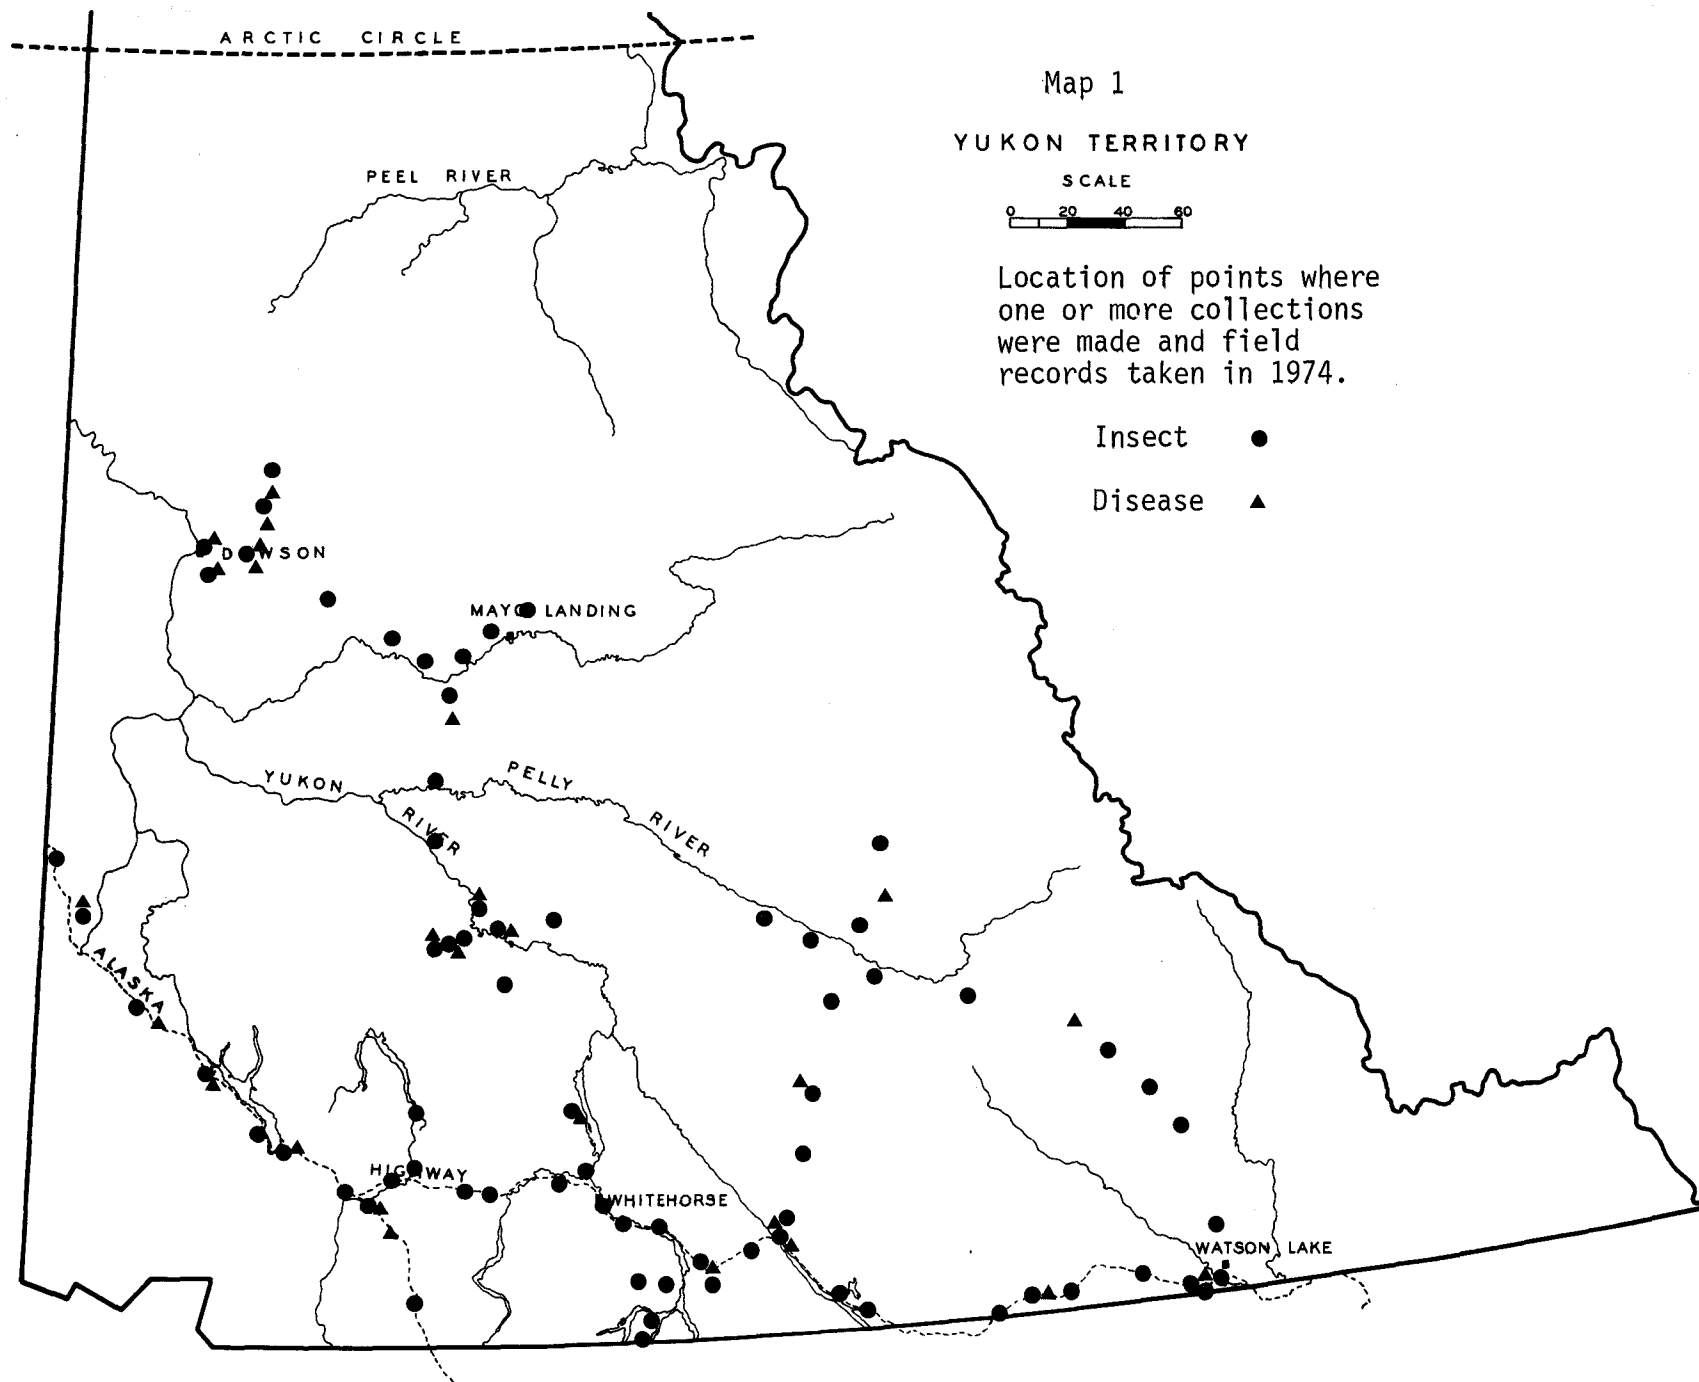 ARCTIC CIRCLE
Map 1
YUKON TERRITORY
SCALE
0 20 40 60
PEEL RIVER
Location of points where
one or more collections
were made and field
records taken in 1974.
Insect
Disease
DAWSON
MAYO LANDING
YUKON
RIVER
PELLY
RIVER
ALASKA
HIGHWAY
WHITEHORSE
WATSON LAKE